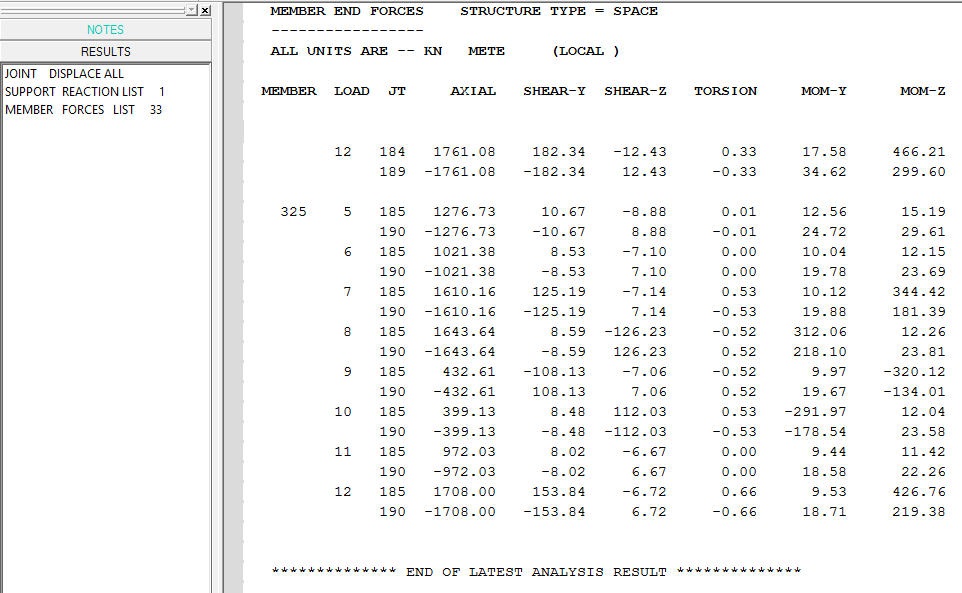 NOTES
RESULTS
JOINT DISPLACE ALL
SUPPORT REACTION LIST 1
MEMBER FORCES LIST 33
MEMBER END FORCES STRUCTURE TYPE = SPACE
-----------------
ALL UNITS ARE -- KN METE (LOCAL )
MEMBER LOAD JT AXIAL SHEAR-Y SHEAR-Z TORSION MOM-Y MOM-Z
12 184 1761.08 182.34 -12.43 0.33 17.58 466.21
189 -1761.08 -182.34 12.43 -0.33 34.62 299.60
325 5 185 1276.73 10.67 -8.88 0.01 12.56 15.19
190 -1276.73 -10.67 8.88 -0.01 24.72 29.61
6 185 1021.38 8.53 -7.10 0.00 10.04 12.15
190 -1021.38 -8.53 7.10 0.00 19.78 23.69
7 185 1610.16 125.19 -7.14 0.53 10.12 344.42
190 -1610.16 -125.19 7.14 -0.53 19.88 181.39
8 185 1643.64 8.59 -126.23 -0.52 312.06 12.26
190 -1643.64 -8.59 126.23 0.52 218.10 23.81
9 185 432.61 -108.13 -7.06 -0.52 9.97 -320.12
190 -432.61 108.13 7.06 0.52 19.67 -134.01
10 185 399.13 8.48 112.03 0.53 -291.97 12.04
190 -399.13 -8.48 -112.03 -0.53 -178.54 23.58
11 185 972.03 8.02 -6.67 0.00 9.44 11.42
190 -972.03 -8.02 6.67 0.00 18.58 22.26
12 185 1708.00 153.84 -6.72 0.66 9.53 426.76
190 -1708.00 -153.84 6.72 -0.66 18.71 219.38
************** END OF LATEST ANALYSIS RESULT **************